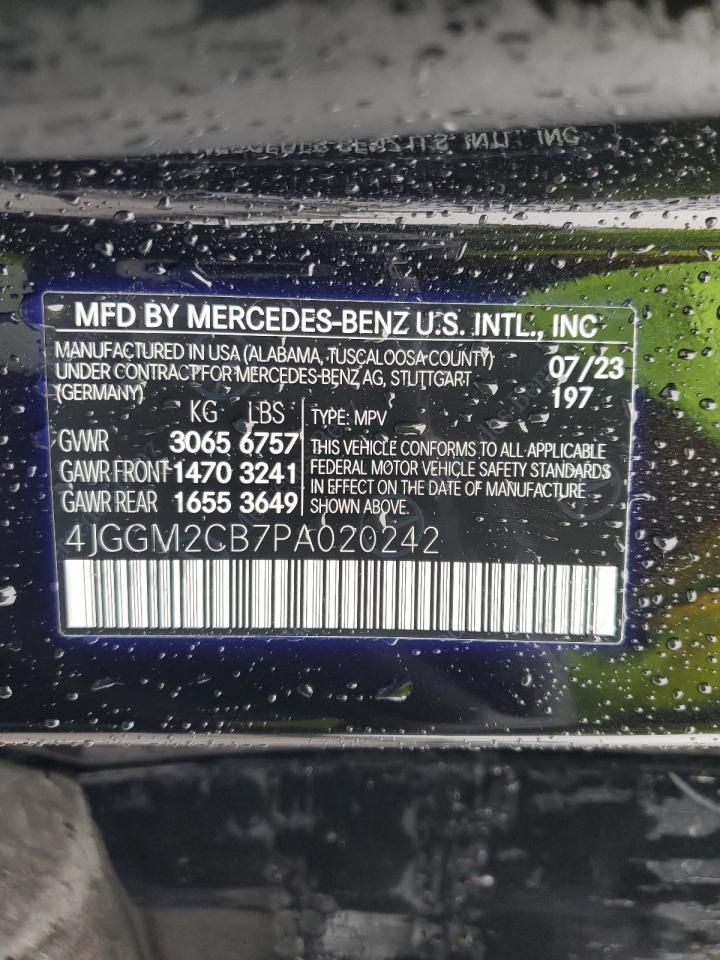 MFD BY MERCEDES-BENZ U.S. INTL., INC
MANUFACTURED IN USA (ALABAMA, TUSCALOOSA COUNTY)
UNDER CONTRACT FOR MERCEDES-BENZ AG, STUTTGART
(GERMANY)
07/23
197
KG LBS
GVWR 3065 6757
GAWR FRONT 1470 3241
GAWR REAR 1655 3649
TYPE: MPV
THIS VEHICLE CONFORMS TO ALL APPLICABLE
FEDERAL MOTOR VEHICLE SAFETY STANDARDS
IN EFFECT ON THE DATE OF MANUFACTURE
SHOWN ABOVE.
4JGGM2CB7PA020242